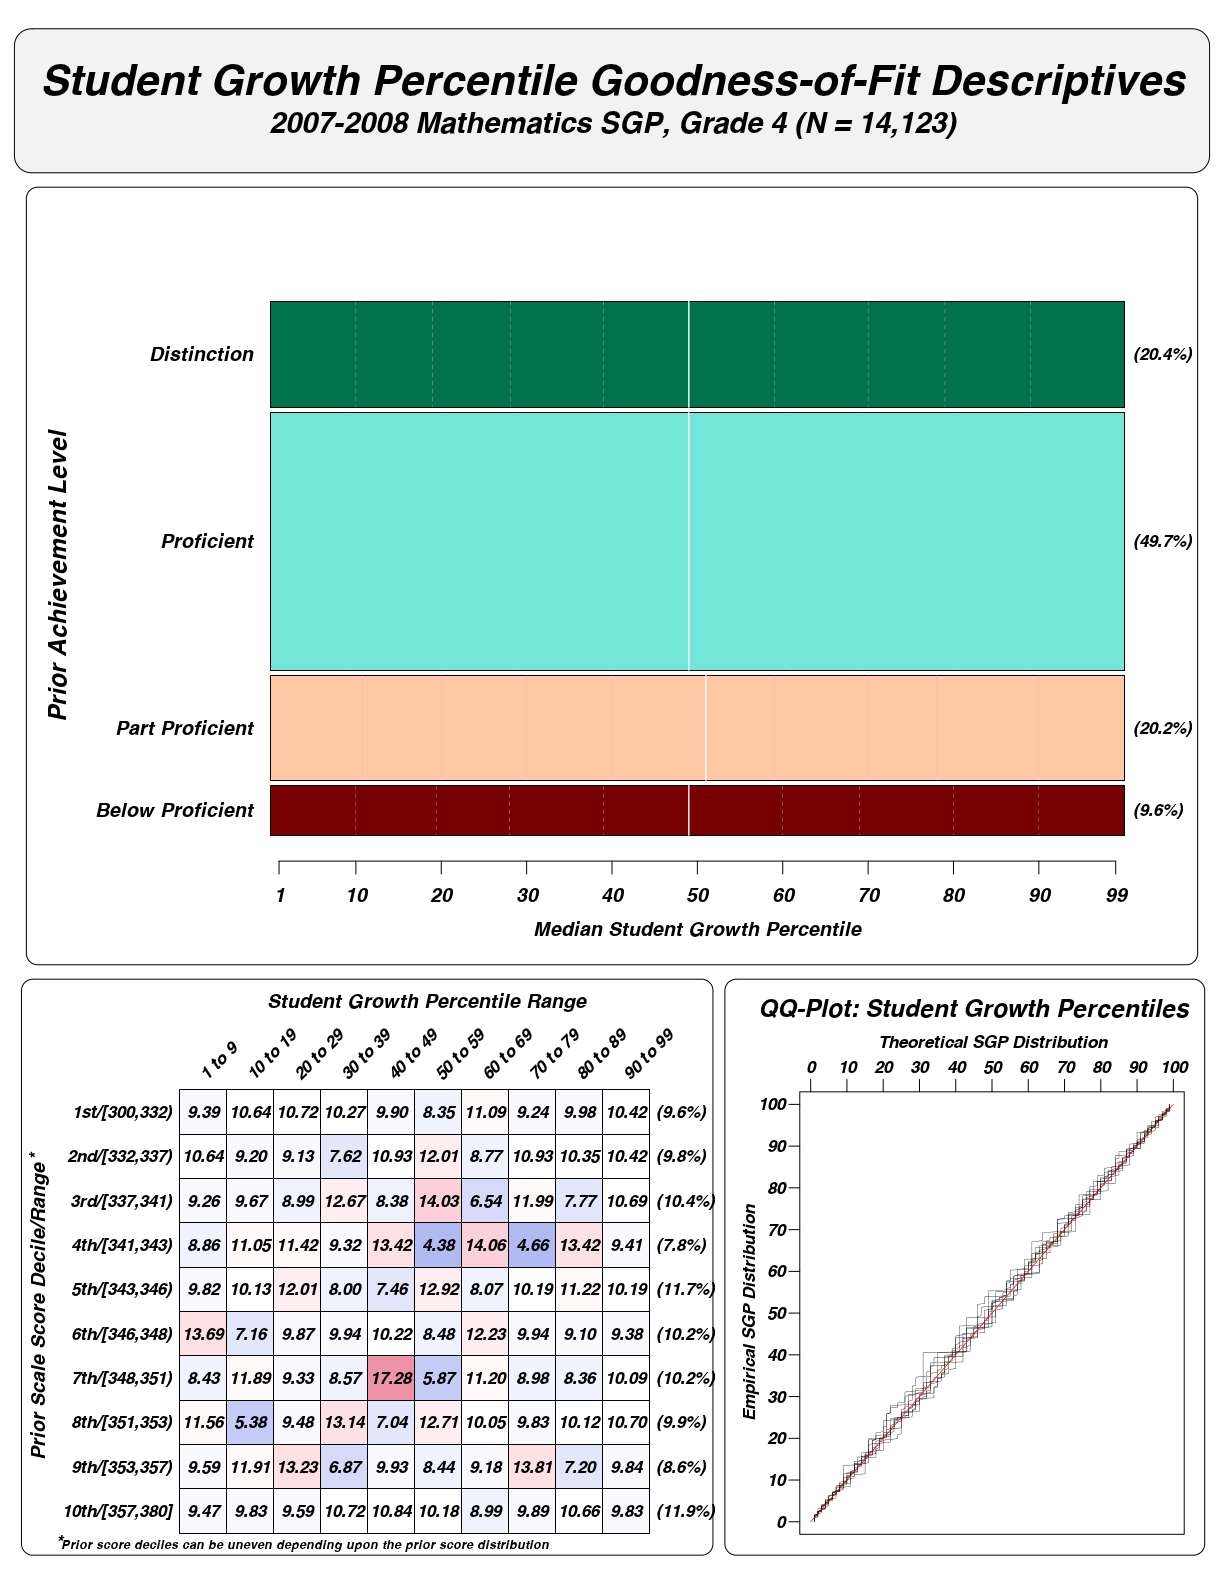 Student Growth Percentile Goodness-of-Fit Descriptives
2007-2008 Mathematics SGP, Grade 4 (N = 14,123)
Prior Achievement Level
Distinction (20.4%)
Proficient (49.7%)
Part Proficient (20.2%)
Below Proficient (9.6%)
1 10 20 30 40 50 60 70 80 90 99
Median Student Growth Percentile
Student Growth Percentile Range
1 to 9 10 to 19 20 to 29 30 to 39 40 to 49 50 to 59 60 to 69 70 to 79 80 to 89 90 to 99
Prior Scale Score Decile/Range*
1st/[300,332) 9.39 10.64 10.72 10.27 9.90 8.35 11.09 9.24 9.98 10.42 (9.6%)
2nd/[332,337) 10.64 9.20 9.13 7.62 10.93 12.01 8.77 10.93 10.35 10.42 (9.8%)
3rd/[337,341) 9.26 9.67 8.99 12.67 8.38 14.03 6.54 11.99 7.77 10.69 (10.4%)
4th/[341,343) 8.86 11.05 11.42 9.32 13.42 4.38 14.06 4.66 13.42 9.41 (7.8%)
5th/[343,346) 9.82 10.13 12.01 8.00 7.46 12.92 8.07 10.19 11.22 10.19 (11.7%)
6th/[346,348) 13.69 7.16 9.87 9.94 10.22 8.48 12.23 9.94 9.10 9.38 (10.2%)
7th/[348,351) 8.43 11.89 9.33 8.57 17.28 5.87 11.20 8.98 8.36 10.09 (10.2%)
8th/[351,353) 11.56 5.38 9.48 13.14 7.04 12.71 10.05 9.83 10.12 10.70 (9.9%)
9th/[353,357) 9.59 11.91 13.23 6.87 9.93 8.44 9.18 13.81 7.20 9.84 (8.6%)
10th/[357,380] 9.47 9.83 9.59 10.72 10.84 10.18 8.99 9.89 10.66 9.83 (11.9%)
*Prior score deciles can be uneven depending upon the prior score distribution
QQ-Plot: Student Growth Percentiles
Theoretical SGP Distribution
0 10 20 30 40 50 60 70 80 90 100
Empirical SGP Distribution
100
90
80
70
60
50
40
30
20
10
0